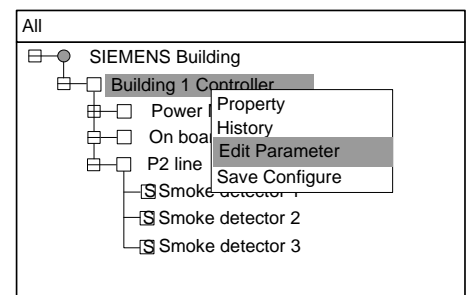 All
SIEMENS Building
Building 1 Controller
Power
Property
History
On boa
Edit Parameter
P2 line
Save Configure
Smoke detector 1
S Smoke detector 2
S Smoke detector 3